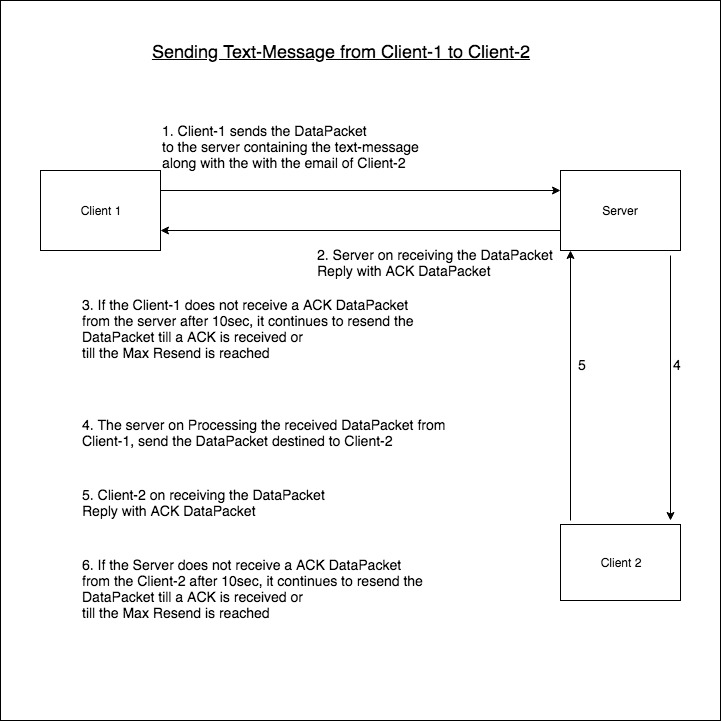 Sending Text-Message from Client-1 to Client-2
1. Client-1 sends the DataPacket
to the server containing the text-message
along with the with the email of Client-2
Client 1
Server
2. Server on receiving the DataPacket
Reply with ACK DataPacket
3. If the Client-1 does not receive a ACK DataPacket
from the server after 10sec, it continues to resend the
DataPacket till a ACK is received or
till the Max Resend is reached
5
4
4. The server on Processing the received DataPacket from
Client-1, send the DataPacket destined to Client-2
5. Client-2 on receiving the DataPacket
Reply with ACK DataPacket
Client 2
6. If the Server does not receive a ACK DataPacket
from the Client-2 after 10sec, it continues to resend the
DataPacket till a ACK is received or
till the Max Resend is reached